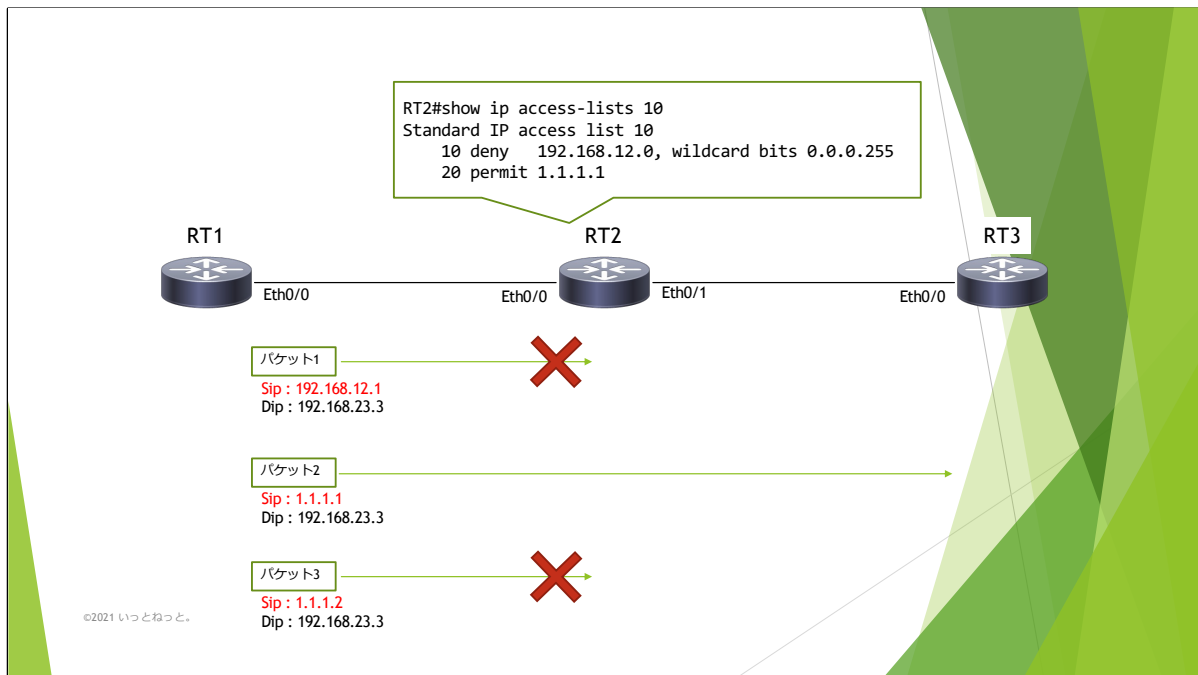 RT2#show ip access-lists 10
Standard IP access list 10
    10 deny   192.168.12.0, wildcard bits 0.0.0.255
    20 permit 1.1.1.1
RT1
RT2
RT3
Eth0/0
Eth0/0
Eth0/1
Eth0/0
パケット1
Sip : 192.168.12.1
Dip : 192.168.23.3
パケット2
Sip : 1.1.1.1
Dip : 192.168.23.3
パケット3
Sip : 1.1.1.2
Dip : 192.168.23.3
©2021 いっとねっと。